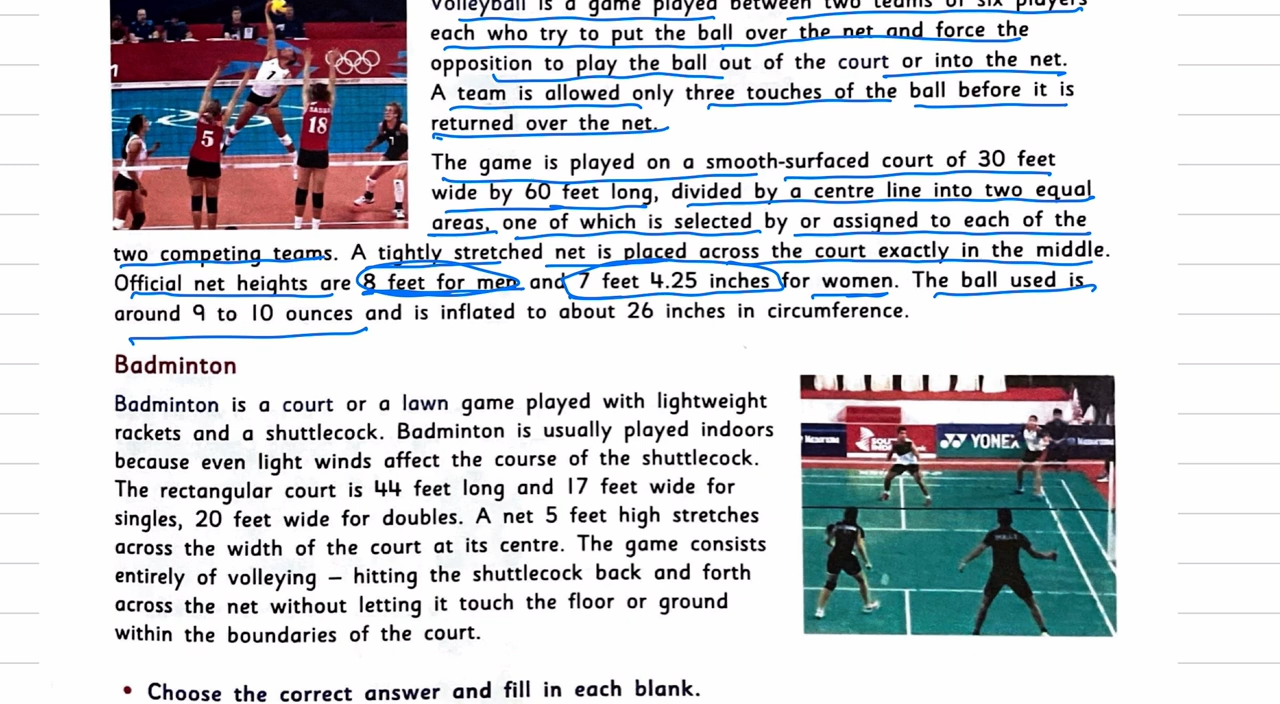 Volleyball is a game played between two teams of six players
each who try to put the ball over the net and force the
opposition to play the ball out of the court or into the net.
A team is allowed only three touches of the ball before it is
returned over the net.
The game is played on a smooth-surfaced court of 30 feet
wide by 60 feet long, divided by a centre line into two equal
areas, one of which is selected by or assigned to each of the
two competing teams. A tightly stretched net is placed across the court exactly in the middle.
Official net heights are 8 feet for men and 7 feet 4.25 inches for women. The ball used is
around 9 to 10 ounces and is inflated to about 26 inches in circumference.
7
5
18
7
Badminton
Badminton is a court or a lawn game played with lightweight
rackets and a shuttlecock. Badminton is usually played indoors
because even light winds affect the course of the shuttlecock.
The rectangular court is 44 feet long and 17 feet wide for
singles, 20 feet wide for doubles. A net 5 feet high stretches
across the width of the court at its centre. The game consists
entirely of volleying – hitting the shuttlecock back and forth
across the net without letting it touch the floor or ground
within the boundaries of the court.
YONEX
• Choose the correct answer and fill in each blank.